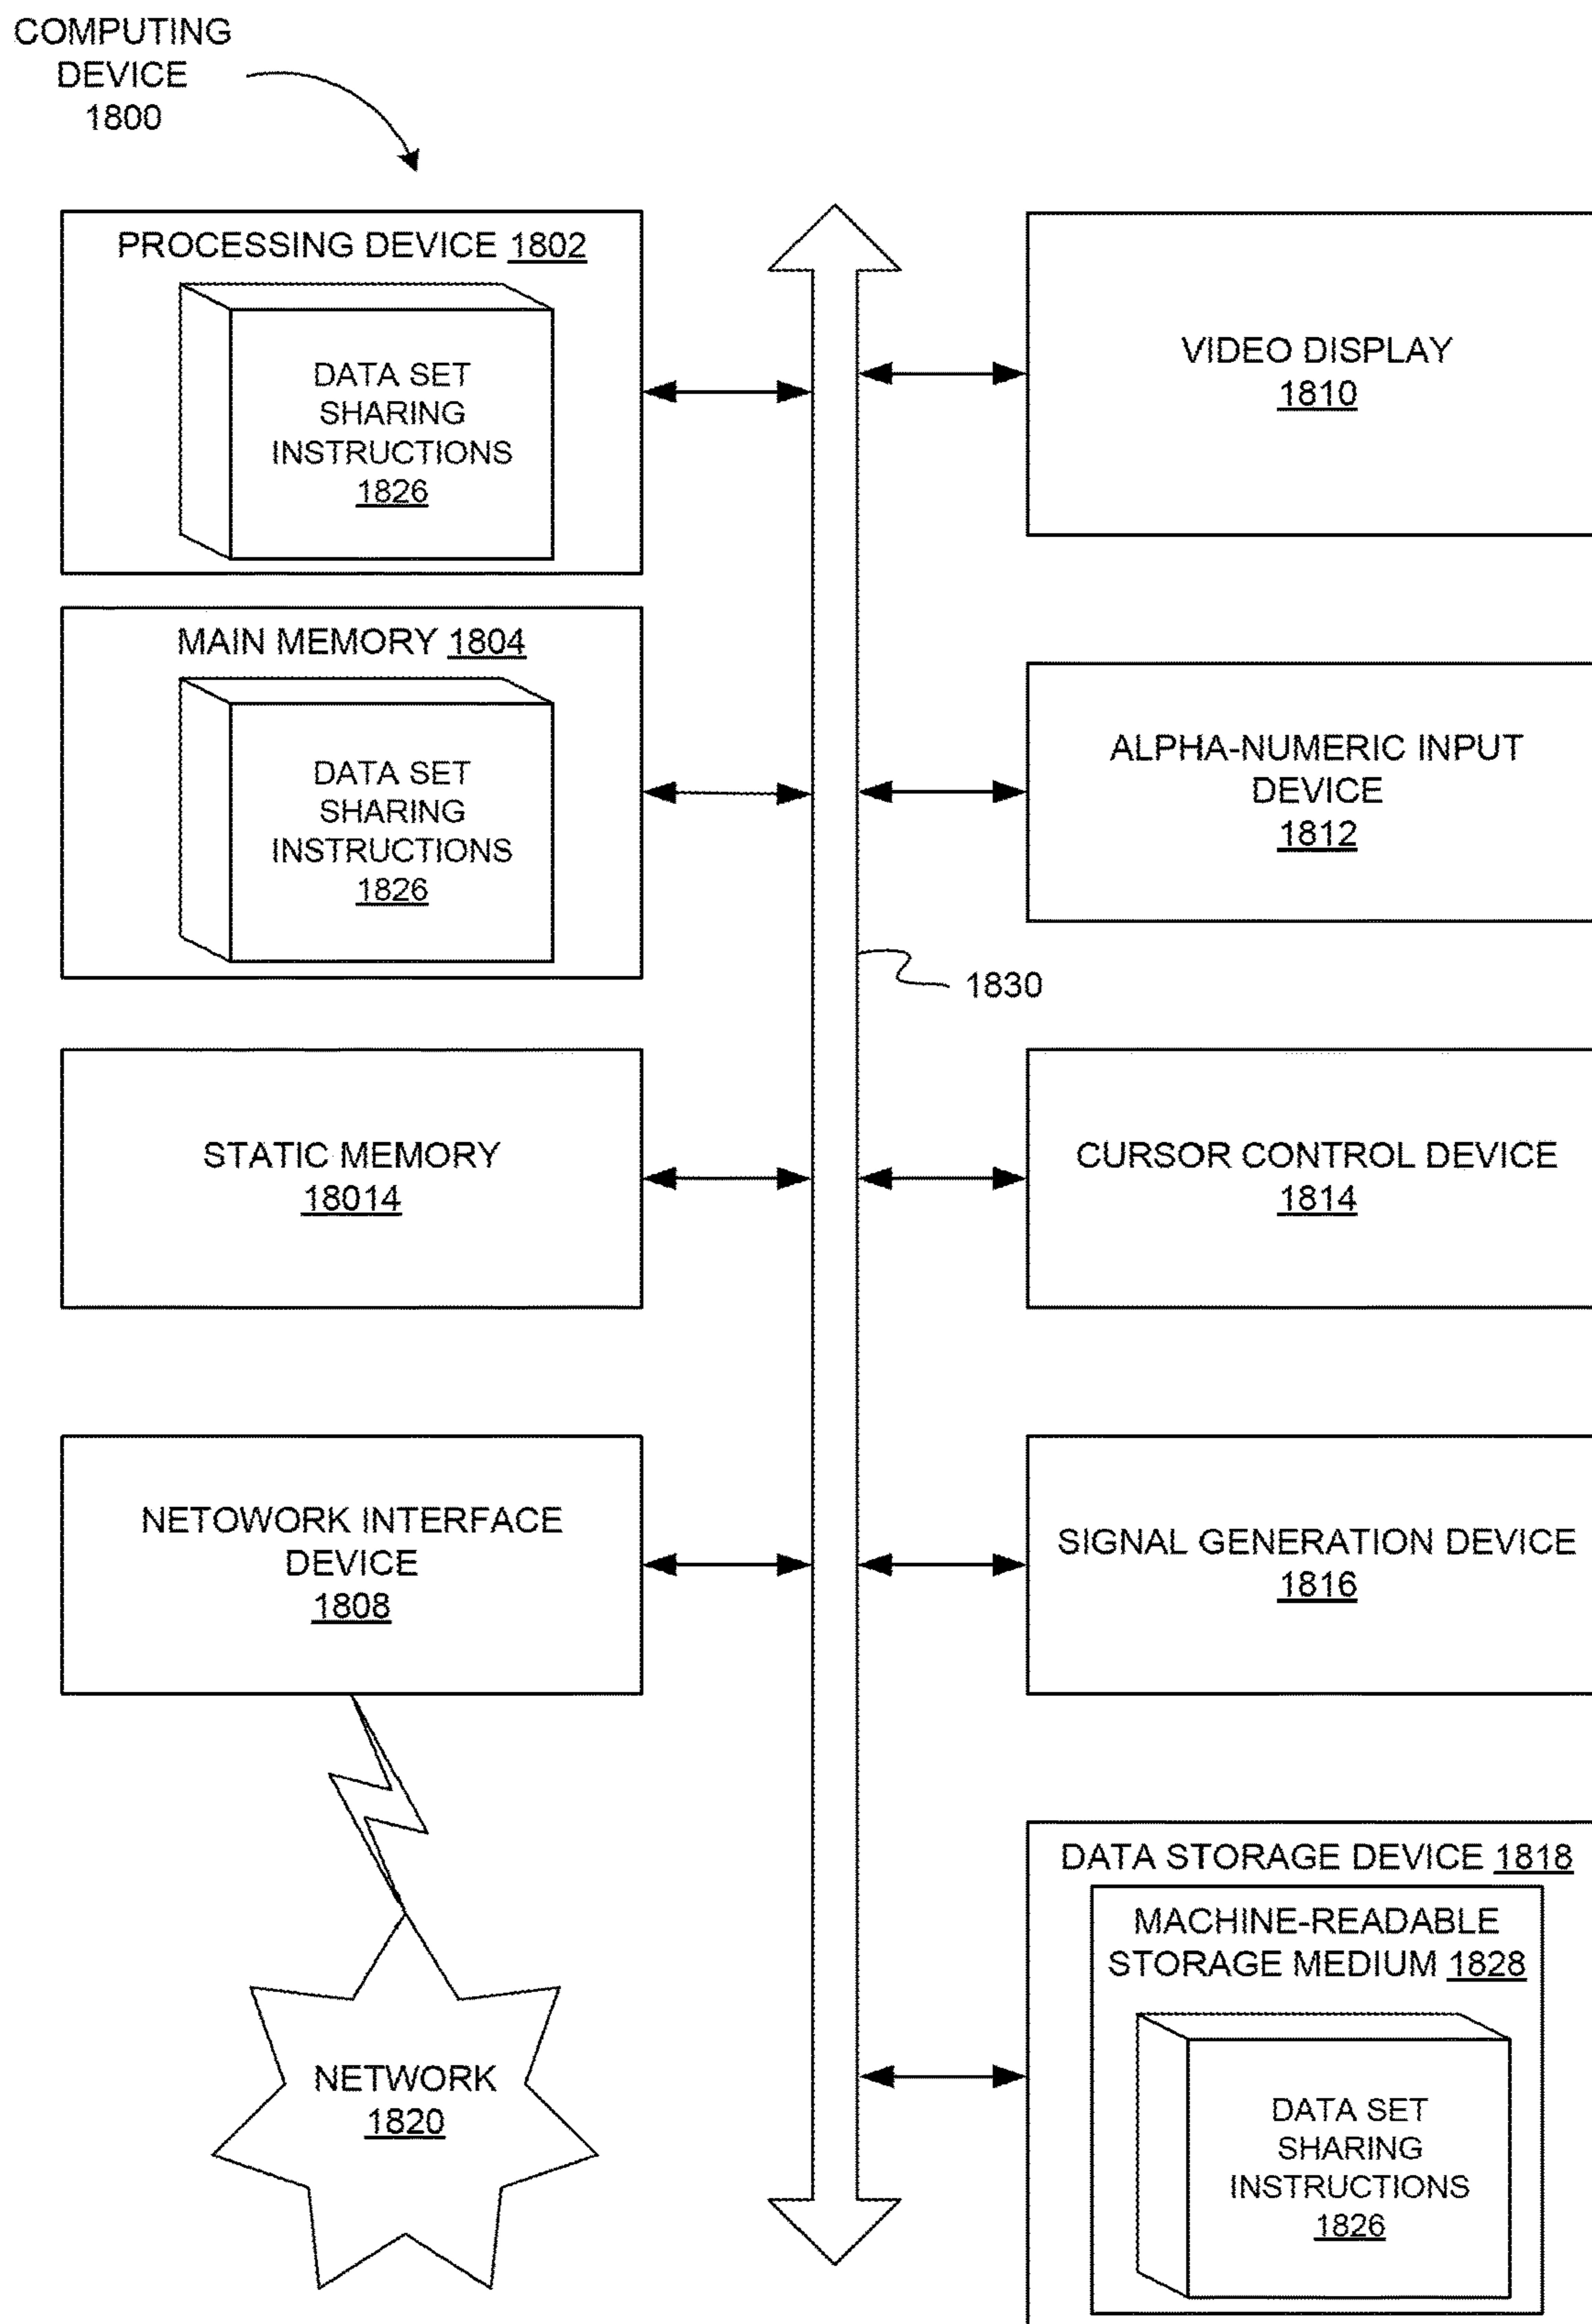 COMPUTING
DEVICE
1800
PROCESSING DEVICE 1802
DATA SET
SHARING
INSTRUCTIONS
1826
MAIN MEMORY 1804
DATA SET
SHARING
INSTRUCTIONS
1826
STATIC MEMORY
18014
NETOWORK INTERFACE
DEVICE
1808
NETWORK
1820
1830
VIDEO DISPLAY
1810
ALPHA-NUMERIC INPUT
DEVICE
1812
CURSOR CONTROL DEVICE
1814
SIGNAL GENERATION DEVICE
1816
DATA STORAGE DEVICE 1818
MACHINE-READABLE
STORAGE MEDIUM 1828
DATA SET
SHARING
INSTRUCTIONS
1826